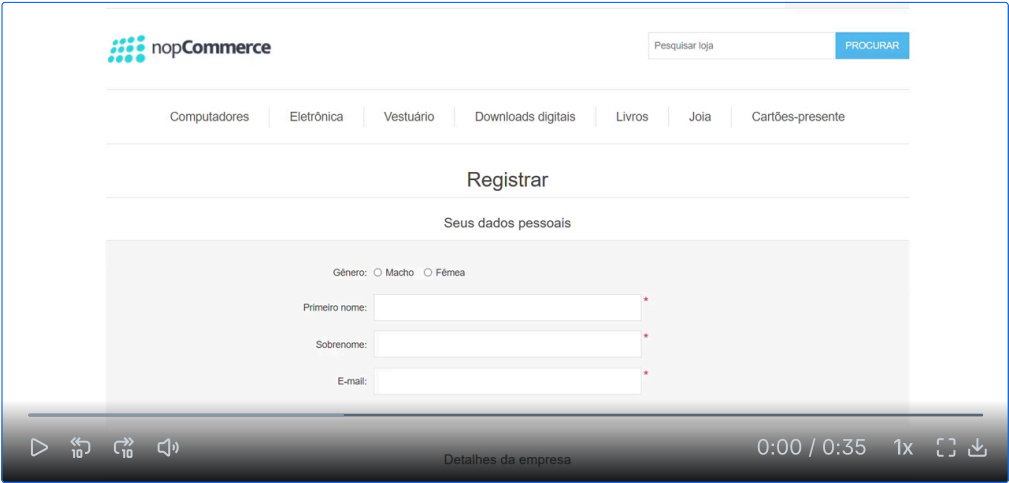 nopCommerce
Pesquisar loja
PROCURAR
Computadores
Eletrônica
Vestuário
Downloads digitais
Livros
Joia
Cartões-presente
Registrar
Seus dados pessoais
Gênero: Macho Fêmea
Primeiro nome: *
Sobrenome: *
E-mail: *
10 10 0:00 / 0:35 1x
Detalhes da empresa